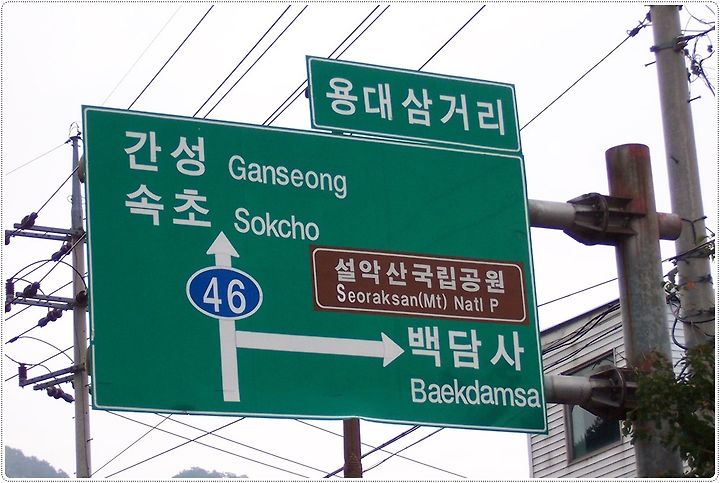 용대삼거리
간성 Ganseong
속초 Sokcho
46
설악산국립공원
Seoraksan(Mt) Natl P
백담사
Baekdamsa